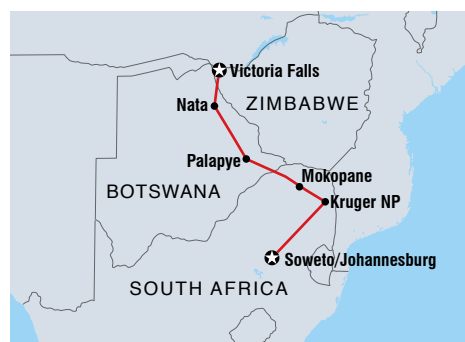 Victoria Falls
Nata
ZIMBABWE
Palapye
Mokopane
BOTSWANA
Kruger NP
Soweto/Johannesburg
SOUTH AFRICA